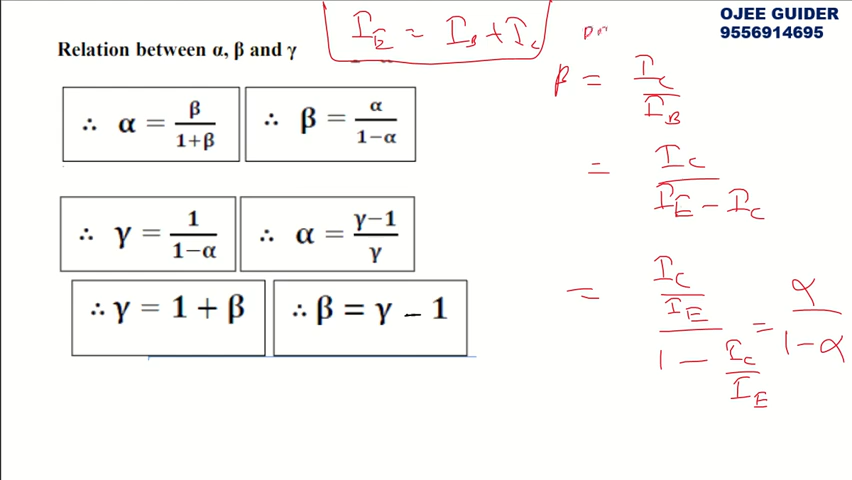 OJEE GUIDER
9556914695
I_E = I_B + I_C
Relation between α, β and γ
∴ α = β/(1+β)
∴ β = α/(1−α)
∴ γ = 1/(1−α)
∴ α = (γ−1)/γ
∴ γ = 1 + β
∴ β = γ - 1
β = I_C/I_B
= I_C/(I_E − I_C)
= (I_C/I_E)/(1 − I_C/I_E) = α/(1−α)